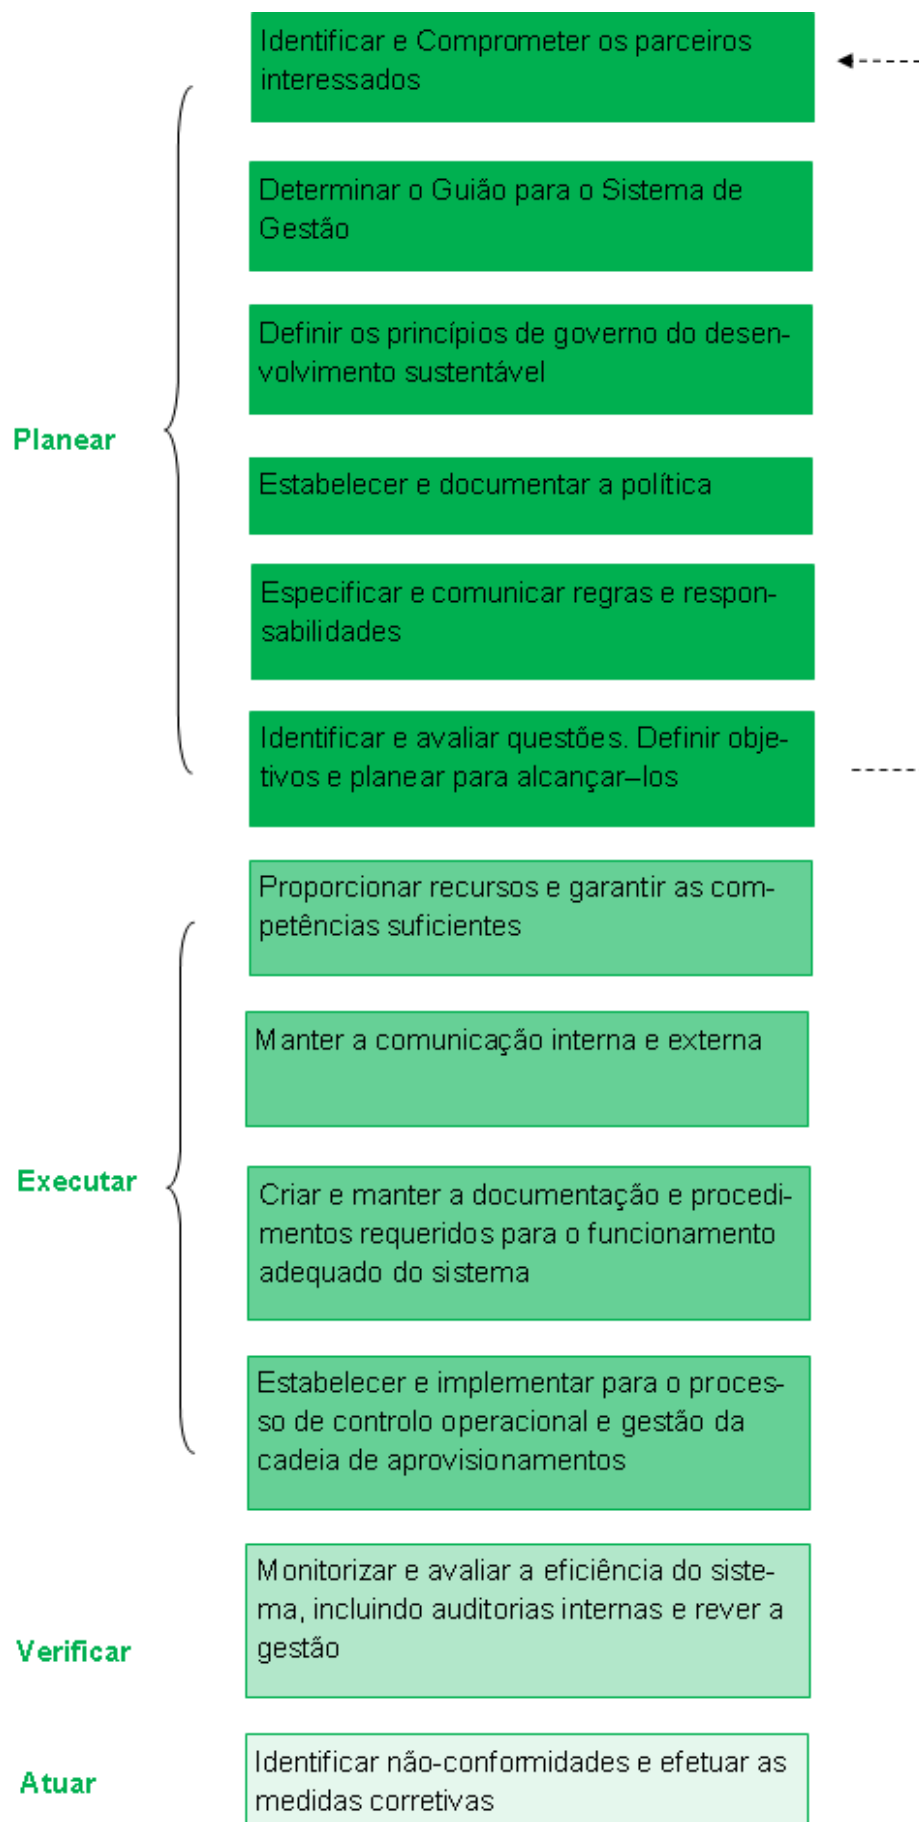 Identificar e Comprometer os parceiros
interessados
Determinar o Guião para o Sistema de
Gestão
Definir os princípios de governo do desen-
volvimento sustentável
Planear
Estabelecer e documentar a política
Especificar e comunicar regras e respon-
sabilidades
Identificar e avaliar questões. Definir obje-
tivos e planear para alcançar–los
Proporcionar recursos e garantir as com-
petências suficientes
Manter a comunicação interna e externa
Executar
Criar e manter a documentação e procedi-
mentos requeridos para o funcionamento
adequado do sistema
Estabelecer e implementar para o proces-
so de controlo operacional e gestão da
cadeia de aprovisionamentos
Monitorizar e avaliar a eficiência do siste-
ma, incluindo auditorias internas e rever a
gestão
Verificar
Identificar não-conformidades e efetuar as
medidas corretivas
Atuar